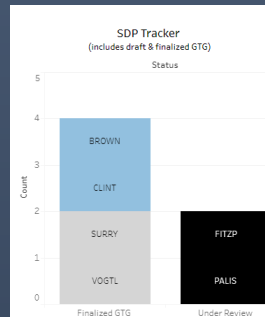 SDP Tracker
(includes draft & finalized GTG)
Status
5
4
3
2
1
0
Count
BROWN
CLINT
SURRY
VOGTL
FITZP
PALIS
Finalized GTG
Under Review